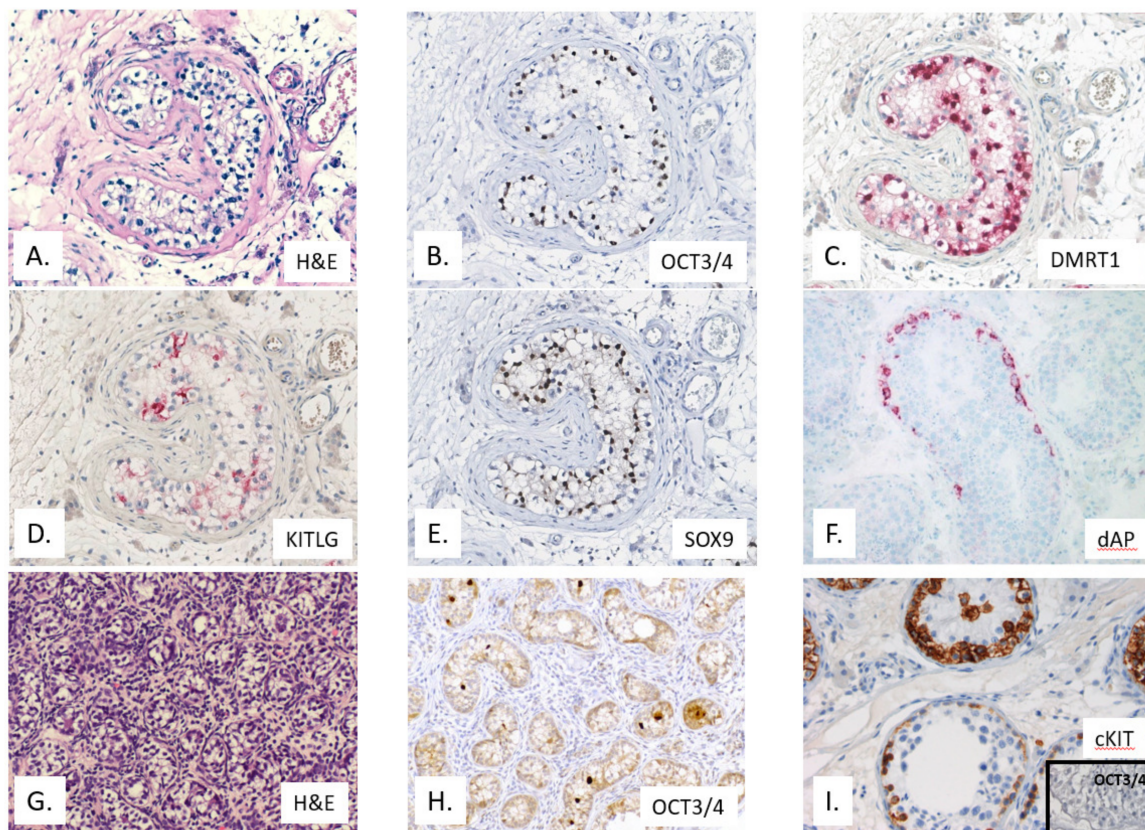 A.
H&E
B.
OCT3/4
C.
DMRT1
D.
KITLG
E.
SOX9
F.
dAP
G.
H&E
H.
OCT3/4
I.
cKIT
OCT3/4